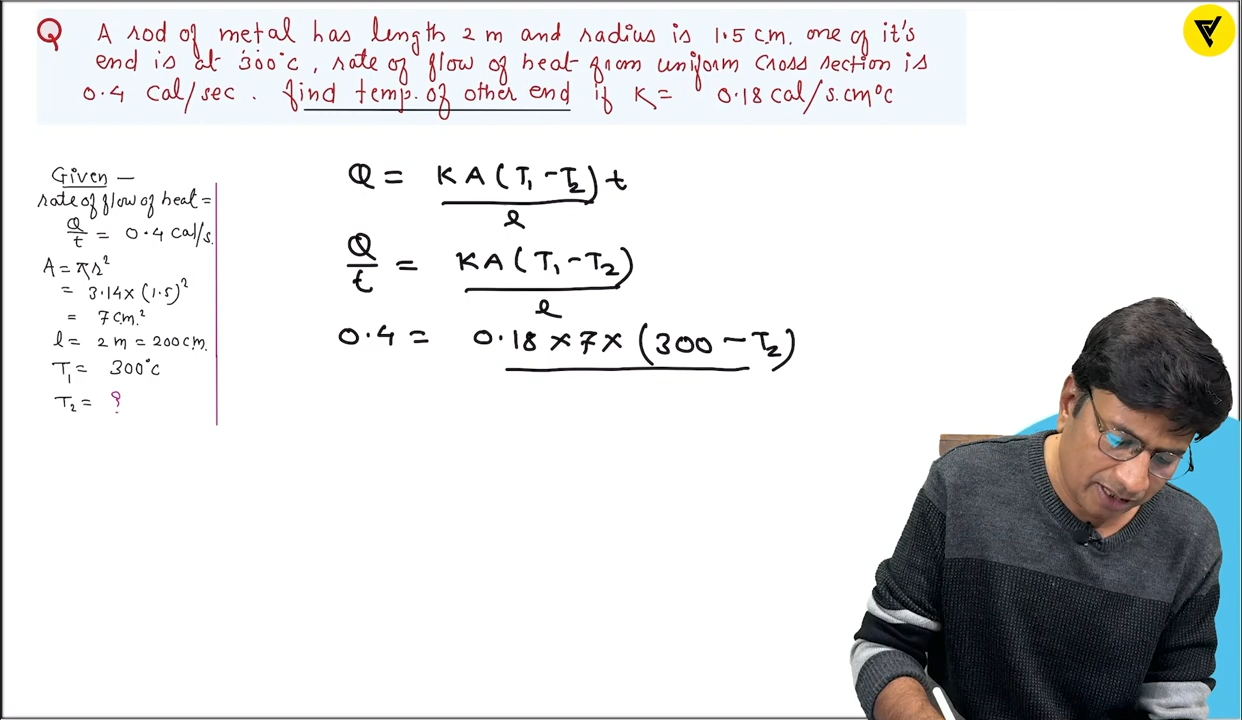 Q A rod of metal has length 2 m and radius is 1.5 c.m. one of it's
end is at 300°c, rate of flow of heat from uniform cross section is
0.4 cal/sec. find temp. of other end if K = 0.18 cal/s.cm°c
Given —
rate of flow of heat =
Q/t = 0.4 cal/s.
A = πr²
= 3.14 × (1.5)²
= 7 cm.²
l = 2 m = 200 cm.
T₁ = 300°c
T₂ = ?
Q = KA(T₁ - T₂)t / l
Q/t = KA(T₁ - T₂) / l
0.4 = 0.18 × 7 × (300 - T₂)